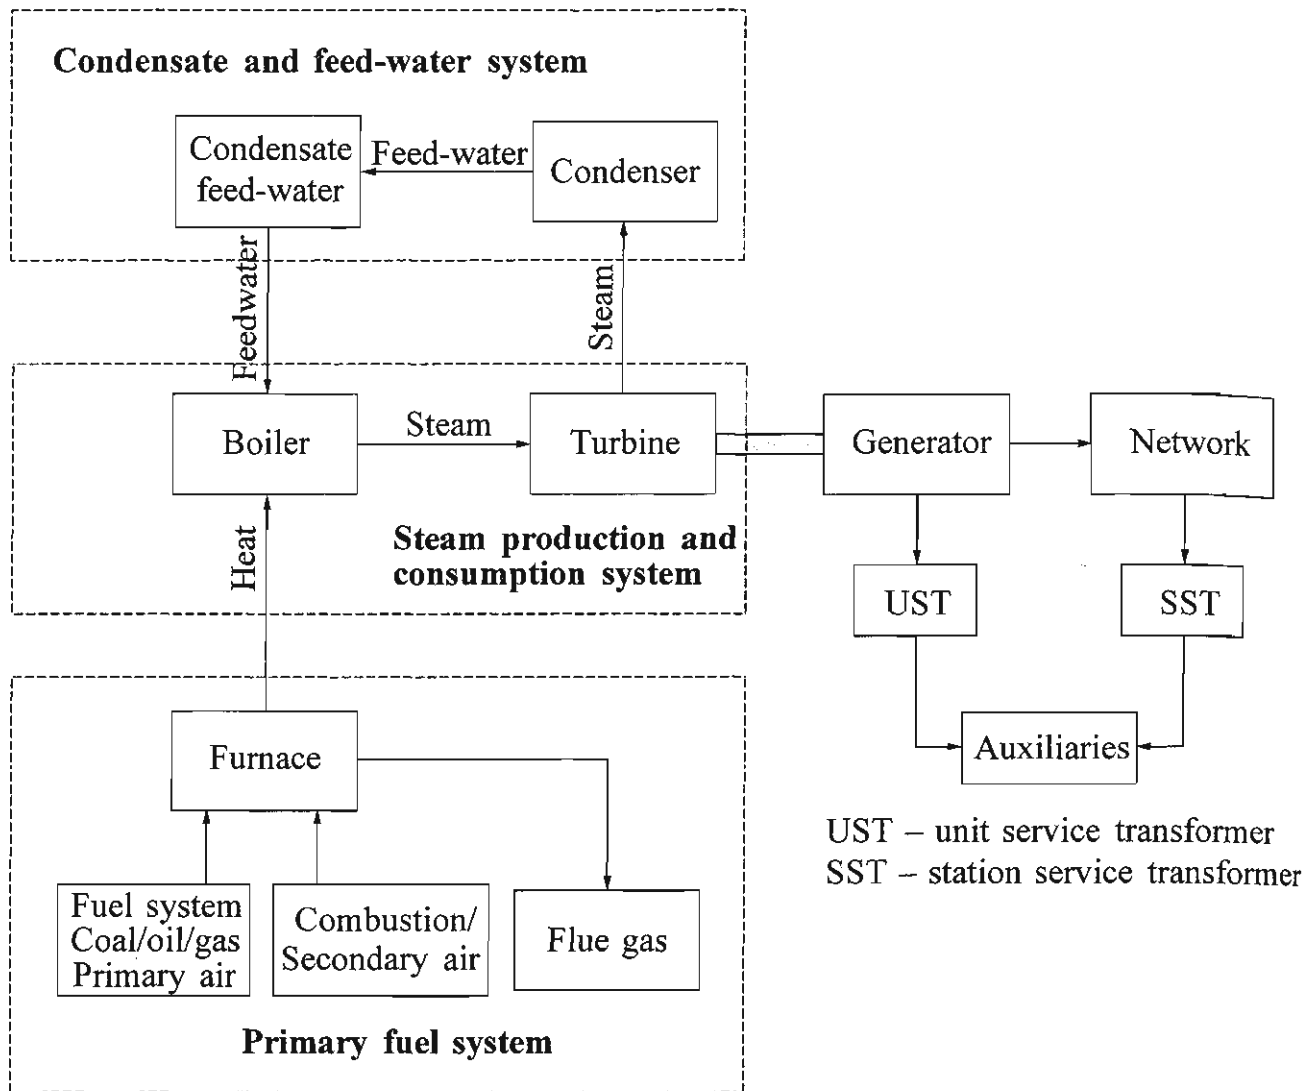 Condensate and feed-water system
Condensate
feed-water
Feed-water
Condenser
Feedwater
Steam
Boiler
Steam
Turbine
Generator
Network
Heat
Steam production and
consumption system
UST
SST
Furnace
Auxiliaries
UST – unit service transformer
SST – station service transformer
Fuel system
Coal/oil/gas
Primary air
Combustion/
Secondary air
Flue gas
Primary fuel system